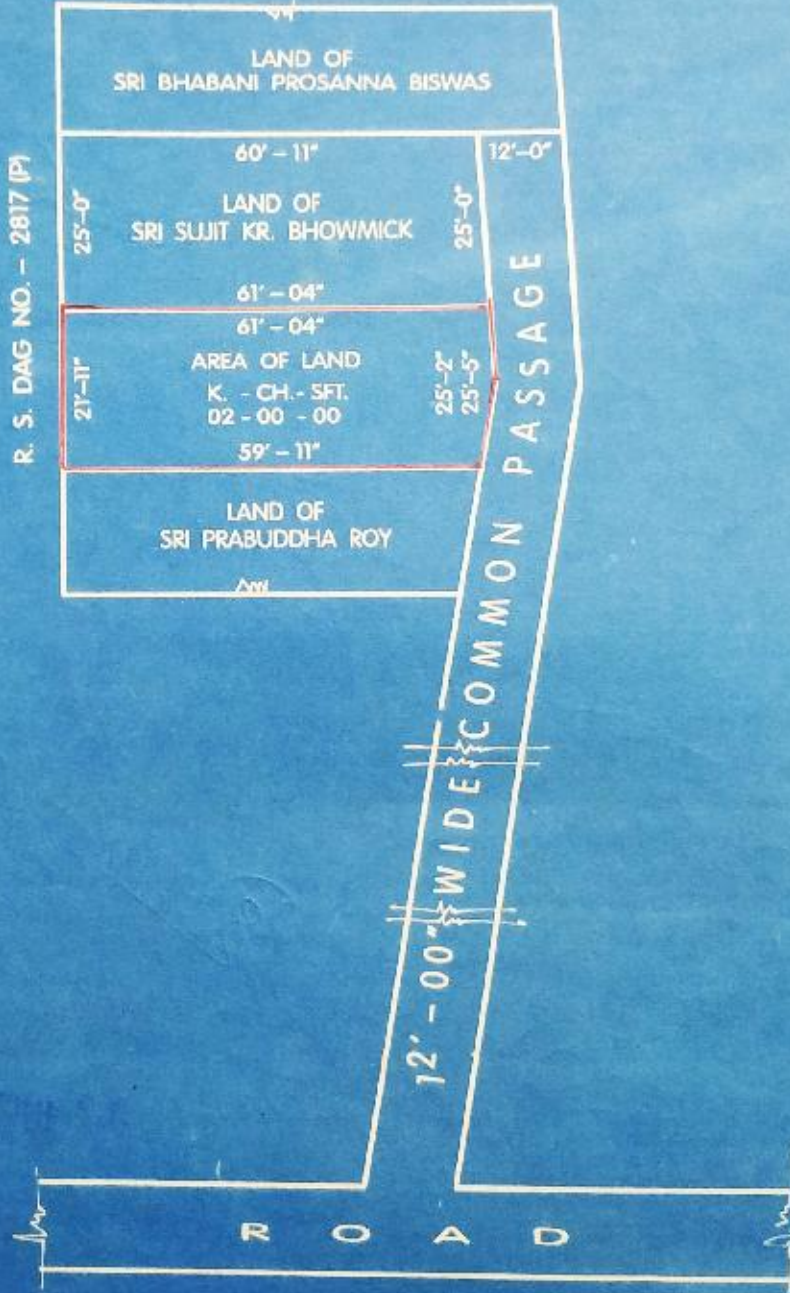 LAND OF
SRI BHABANI PROSANNA BISWAS
R. S. DAG NO. - 2817 (P)
60' - 11"
12'-0"
25'-0"
LAND OF
SRI SUJIT KR. BHOWMICK
25'-0"
61' - 04"
61' - 04"
21'-11"
AREA OF LAND
K. - CH.- SFT.
02 - 00 - 00
25'-2"
25'-5"
59' - 11"
LAND OF
SRI PRABUDDHA ROY
12' - 00" WIDE COMMON PASSAGE
ROAD